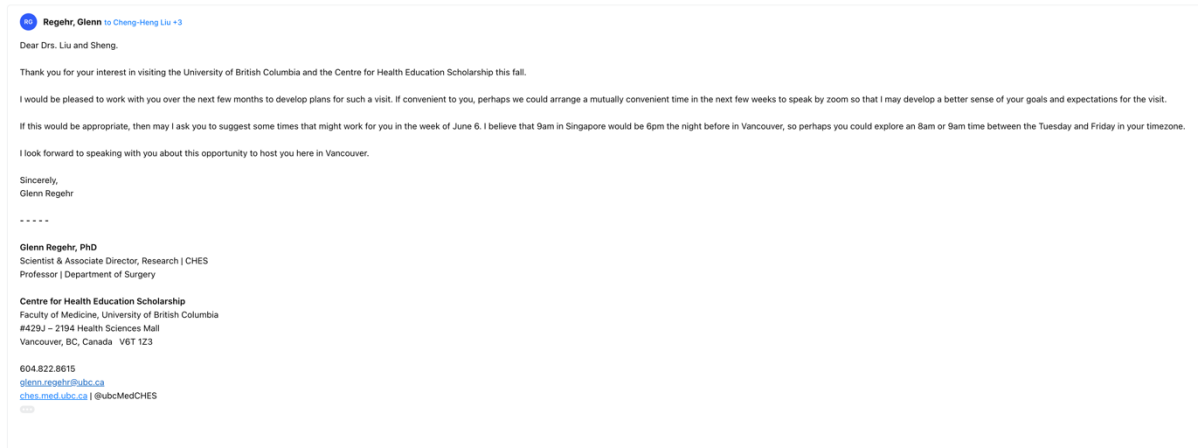 RG Regehr, Glenn to Cheng-Heng Liu +3
Dear Drs. Liu and Sheng.
Thank you for your interest in visiting the University of British Columbia and the Centre for Health Education Scholarship this fall.
I would be pleased to work with you over the next few months to develop plans for such a visit. If convenient to you, perhaps we could arrange a mutually convenient time in the next few weeks to speak by zoom so that I may develop a better sense of your goals and expectations for the visit.
If this would be appropriate, then may I ask you to suggest some times that might work for you in the week of June 6. I believe that 9am in Singapore would be 6pm the night before in Vancouver, so perhaps you could explore an 8am or 9am time between the Tuesday and Friday in your timezone.
I look forward to speaking with you about this opportunity to host you here in Vancouver.
Sincerely,
Glenn Regehr
- - - - -
Glenn Regehr, PhD
Scientist & Associate Director, Research | CHES
Professor | Department of Surgery
Centre for Health Education Scholarship
Faculty of Medicine, University of British Columbia
#429J – 2194 Health Sciences Mall
Vancouver, BC, Canada V6T 1Z3
604.822.8615
glenn.regehr@ubc.ca
ches.med.ubc.ca | @ubcMedCHES